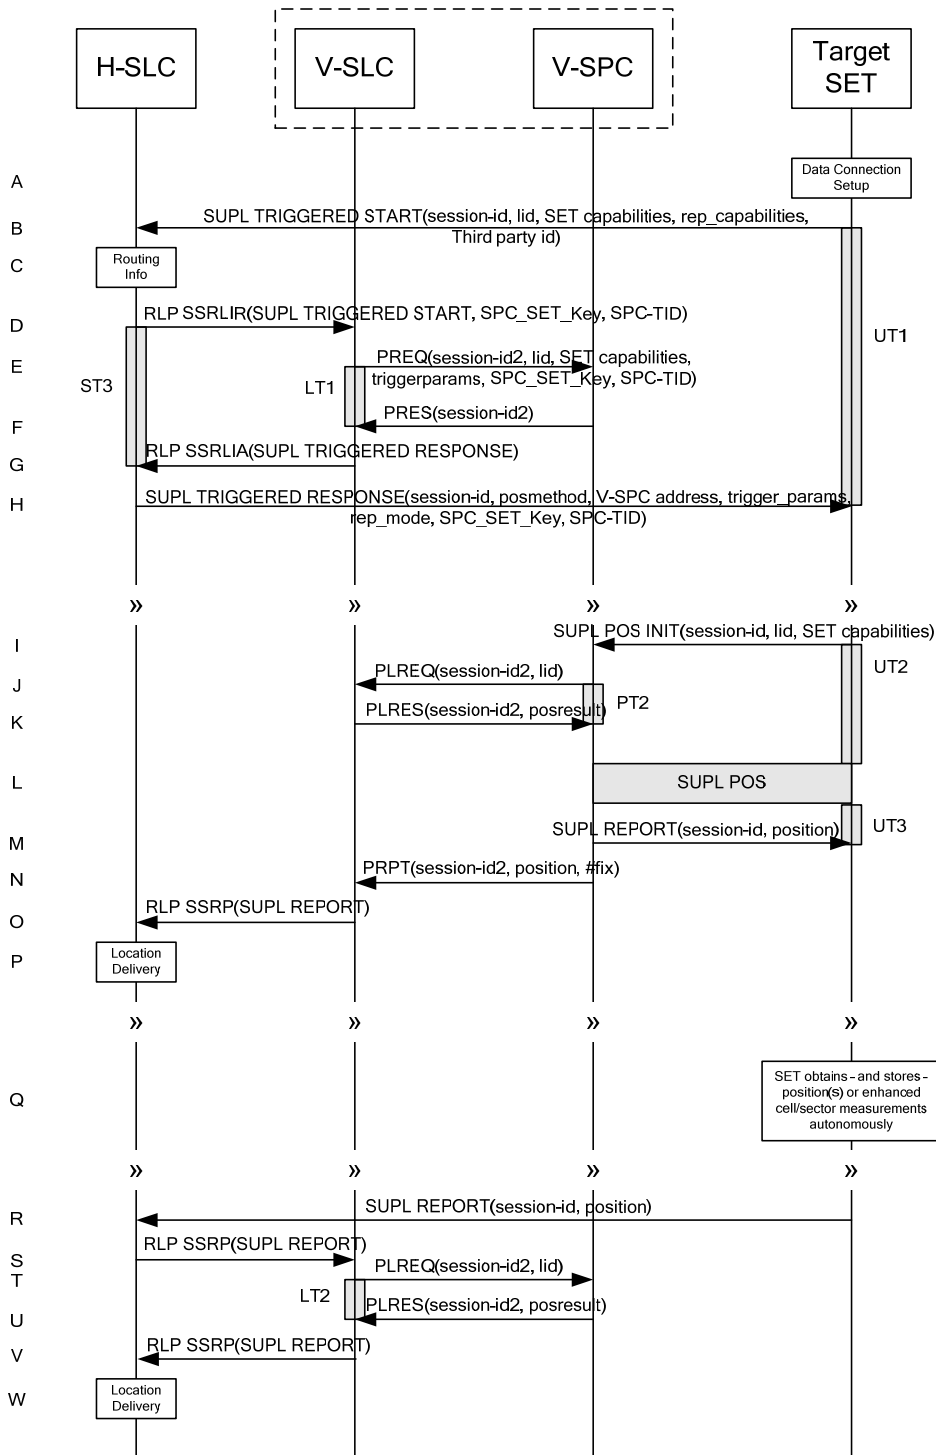 H-SLC
V-SLC
V-SPC
Target
SET
A
Data Connection
Setup
B
SUPL TRIGGERED START(session-id, lid, SET capabilities, rep_capabilities,
Third party id)
C
Routing
Info
D
RLP SSRLIR(SUPL TRIGGERED START, SPC_SET_Key, SPC-TID)
UT1
E
PREQ(session-id2, lid, SET capabilities,
triggerparams, SPC_SET_Key, SPC-TID)
ST3
LT1
F
PRES(session-id2)
G
RLP SSRLIA(SUPL TRIGGERED RESPONSE)
H
SUPL TRIGGERED RESPONSE(session-id, posmethod, V-SPC address, trigger_params,
rep_mode, SPC_SET_Key, SPC-TID)
» » » »
I
SUPL POS INIT(session-id, lid, SET capabilities)
UT2
J
PLREQ(session-id2, lid)
PT2
K
PLRES(session-id2, posresult)
L
SUPL POS
M
SUPL REPORT(session-id, position)
UT3
N
PRPT(session-id2, position, #fix)
O
RLP SSRP(SUPL REPORT)
P
Location
Delivery
» » » »
Q
SET obtains - and stores -
position(s) or enhanced
cell/sector measurements
autonomously
» » » »
R
SUPL REPORT(session-id, position)
S
RLP SSRP(SUPL REPORT)
T
PLREQ(session-id2, lid)
LT2
U
PLRES(session-id2, posresult)
V
RLP SSRP(SUPL REPORT)
W
Location
Delivery